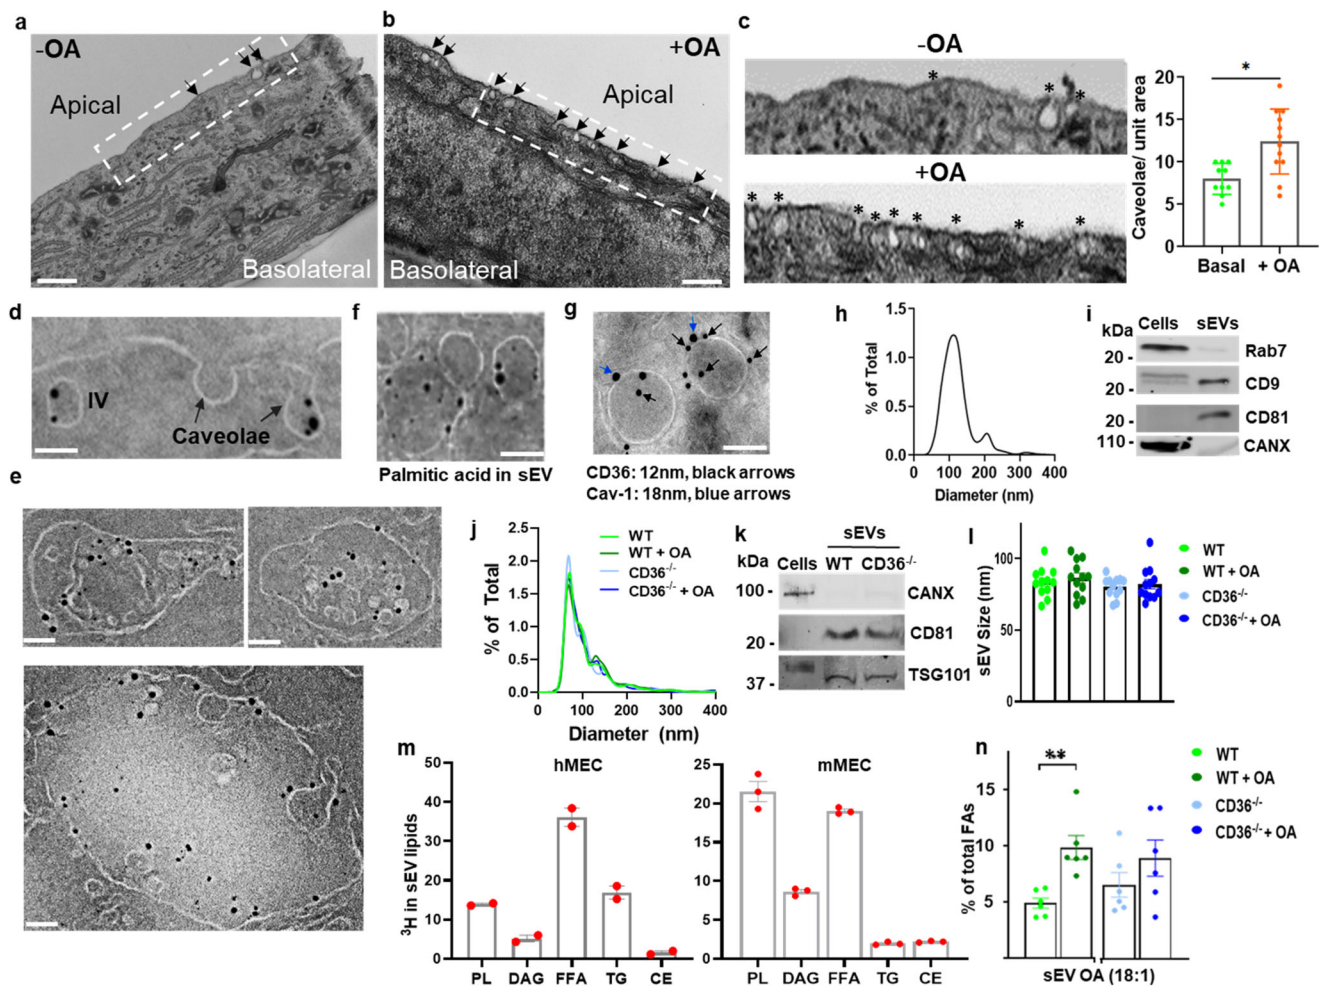 a
-OA
Apical
Basolateral
b
+OA
Apical
Basolateral
c
-OA
*
*
*
+OA
* * * * * * * * *
Caveolae/ unit area
20
15
10
5
0
*
Basal + OA
d
IV
Caveolae
f
Palmitic acid in sEV
g
CD36: 12nm, black arrows
Cav-1: 18nm, blue arrows
h
% of Total
1.5
1.0
0.5
0.0
0 100 200 300 400
Diameter (nm)
i
kDa Cells sEVs
20 - Rab7
20 - CD9
20 - CD81
110 - CANX
e
j
% of Total
2.5
2.0
1.5
1.0
0.5
0.0
0 100 200 300 400
Diameter (nm)
WT
WT + OA
CD36-/-
CD36-/- + OA
k
sEVs
kDa Cells WT CD36-/-
100 - CANX
20 - CD81
37 - TSG101
l
sEV Size (nm)
100
50
0
WT
WT + OA
CD36-/-
CD36-/- + OA
m
³H in sEV lipids
hMEC
50
40
30
20
10
0
PL DAG FFA TG CE
mMEC
25
20
15
10
5
0
PL DAG FFA TG CE
n
% of total FAs
15
10
5
**
sEV OA (18:1)
WT
WT + OA
CD36-/-
CD36-/- + OA